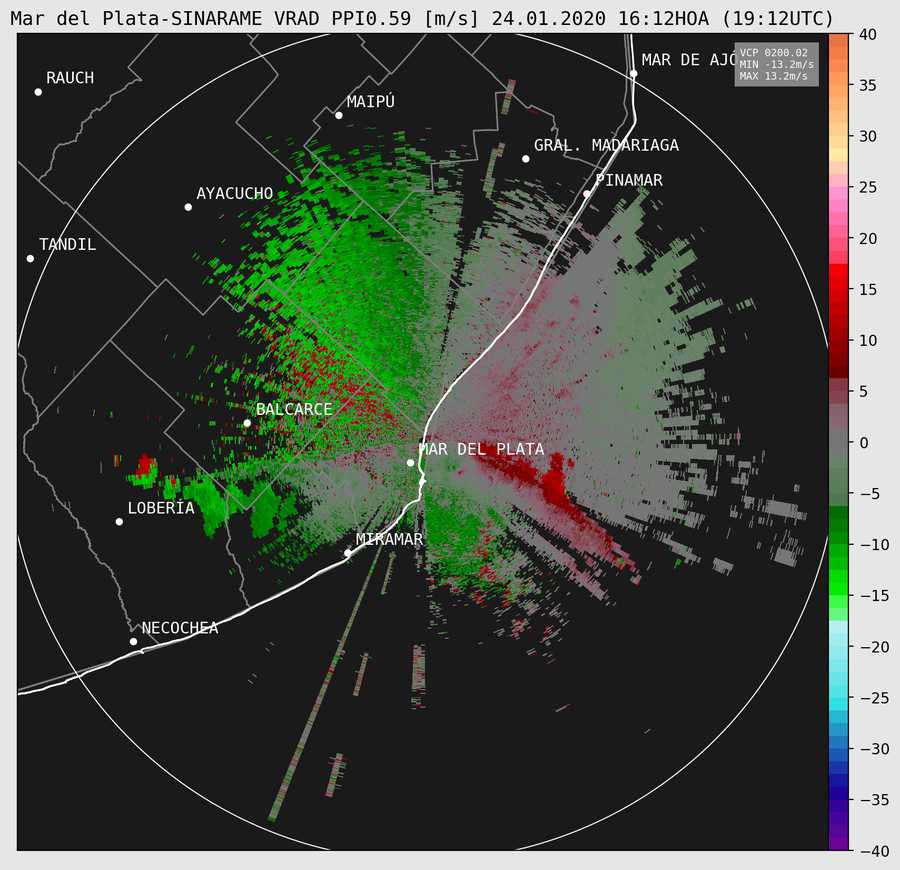 Mar del Plata-SINARAME VRAD PPI0.59 [m/s] 24.01.2020 16:12HOA (19:12UTC)
VCP 0200.02
MIN -13.2m/s
MAX 13.2m/s
MAR DE AJÓ
RAUCH
MAIPÚ
GRAL. MADARIAGA
PINAMAR
AYACUCHO
TANDIL
BALCARCE
MAR DEL PLATA
LOBERÍA
MIRAMAR
NECOCHEA
40
35
30
25
20
15
10
5
0
−5
−10
−15
−20
−25
−30
−35
−40